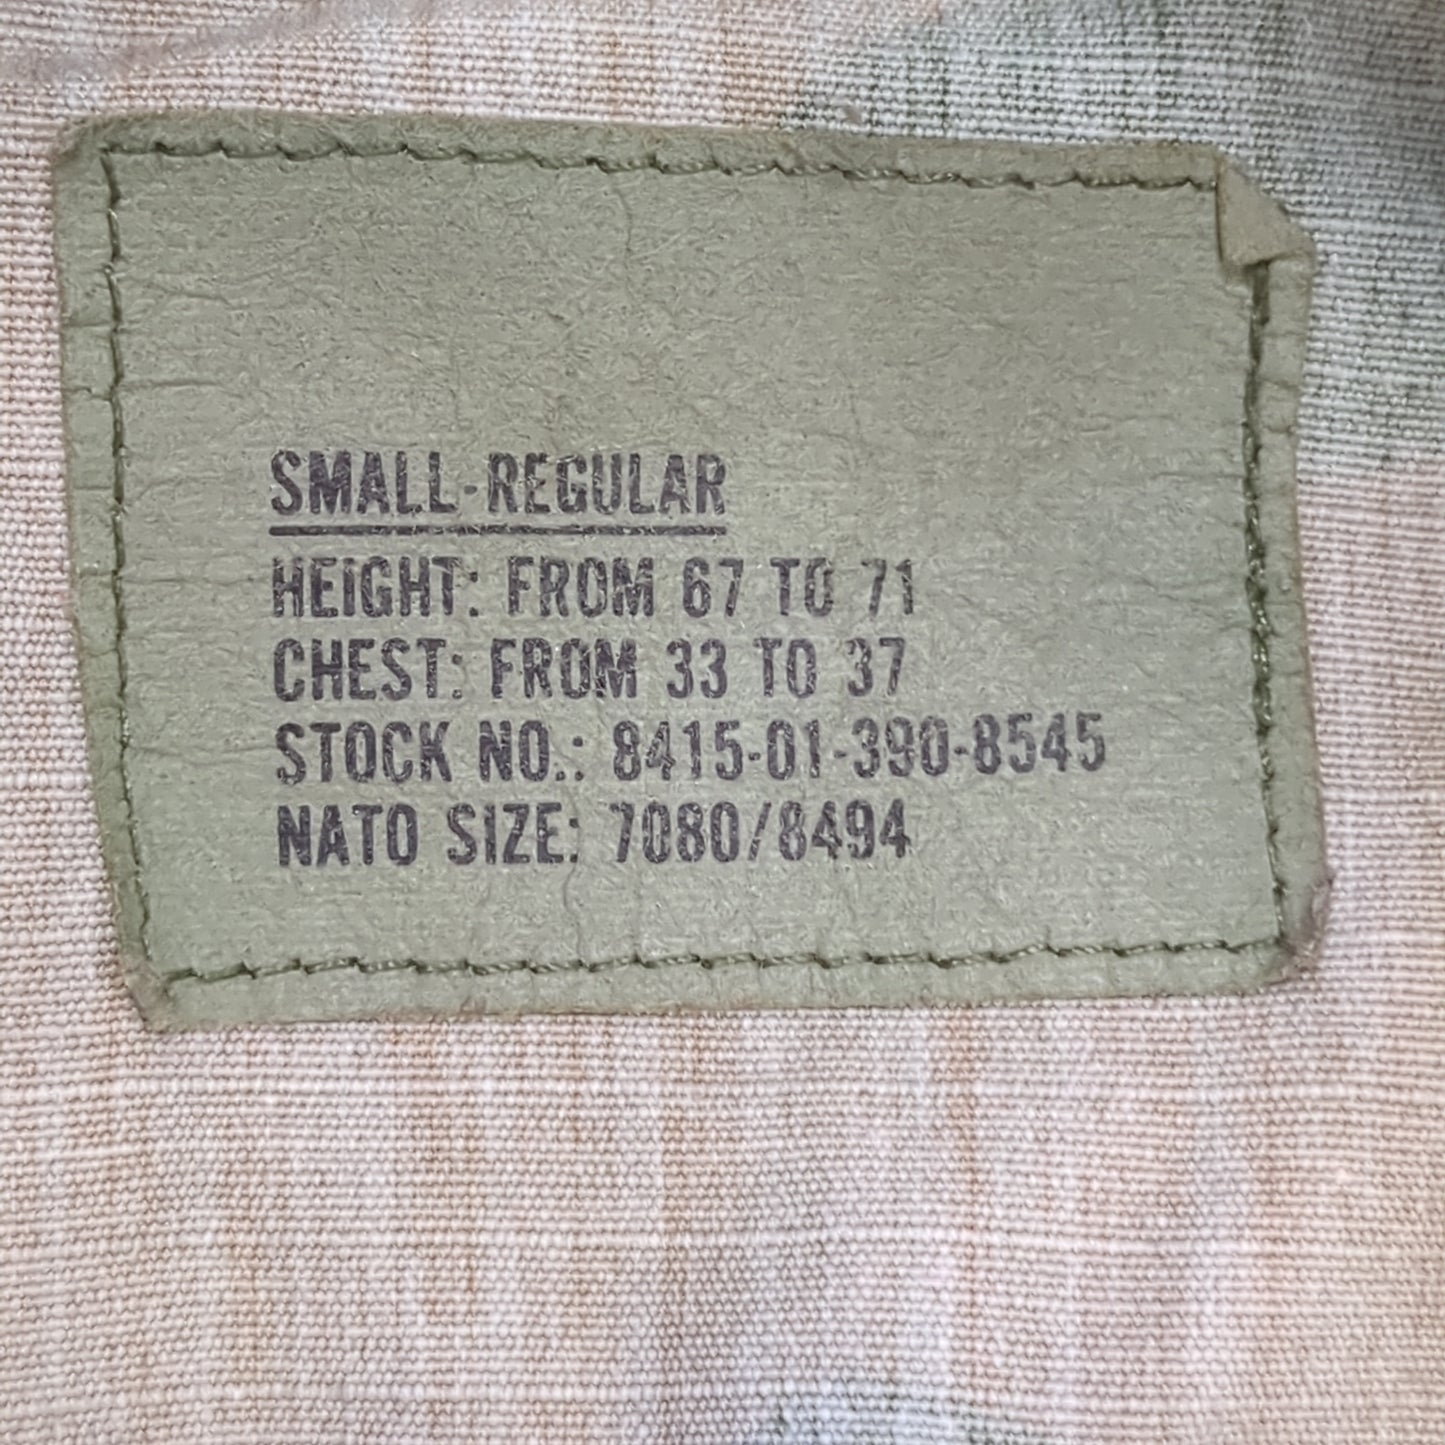 SMALL-REGULAR
HEIGHT: FROM 67 TO 71
CHEST: FROM 33 TO 37
STOCK NO.: 8415-01-390-8545
NATO SIZE: 7080/8494